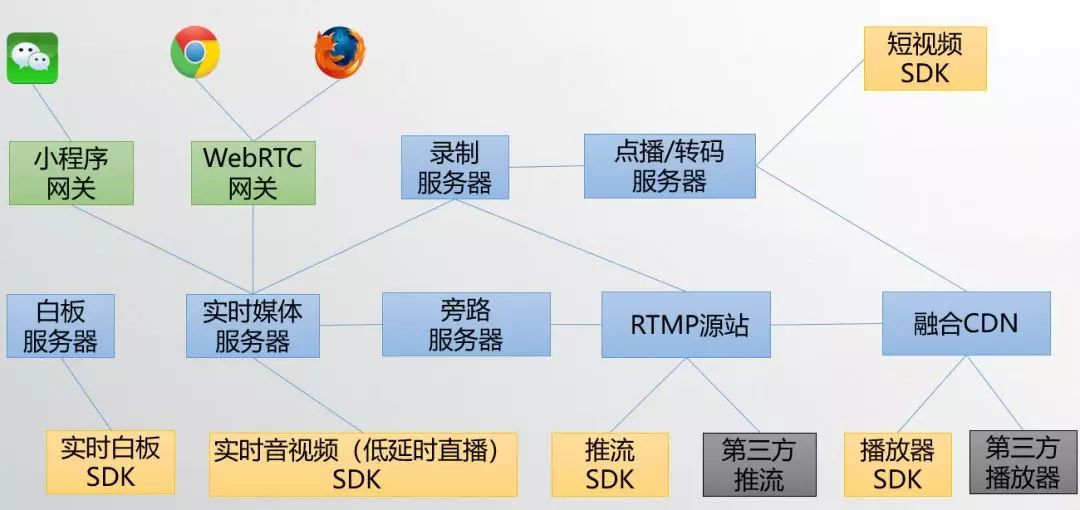 短视频
SDK
小程序
网关
WebRTC
网关
录制
服务器
点播/转码
服务器
白板
服务器
实时媒体
服务器
旁路
服务器
RTMP源站
融合CDN
实时白板
SDK
实时音视频（低延时直播）
SDK
推流
SDK
第三方
推流
播放器
SDK
第三方
播放器